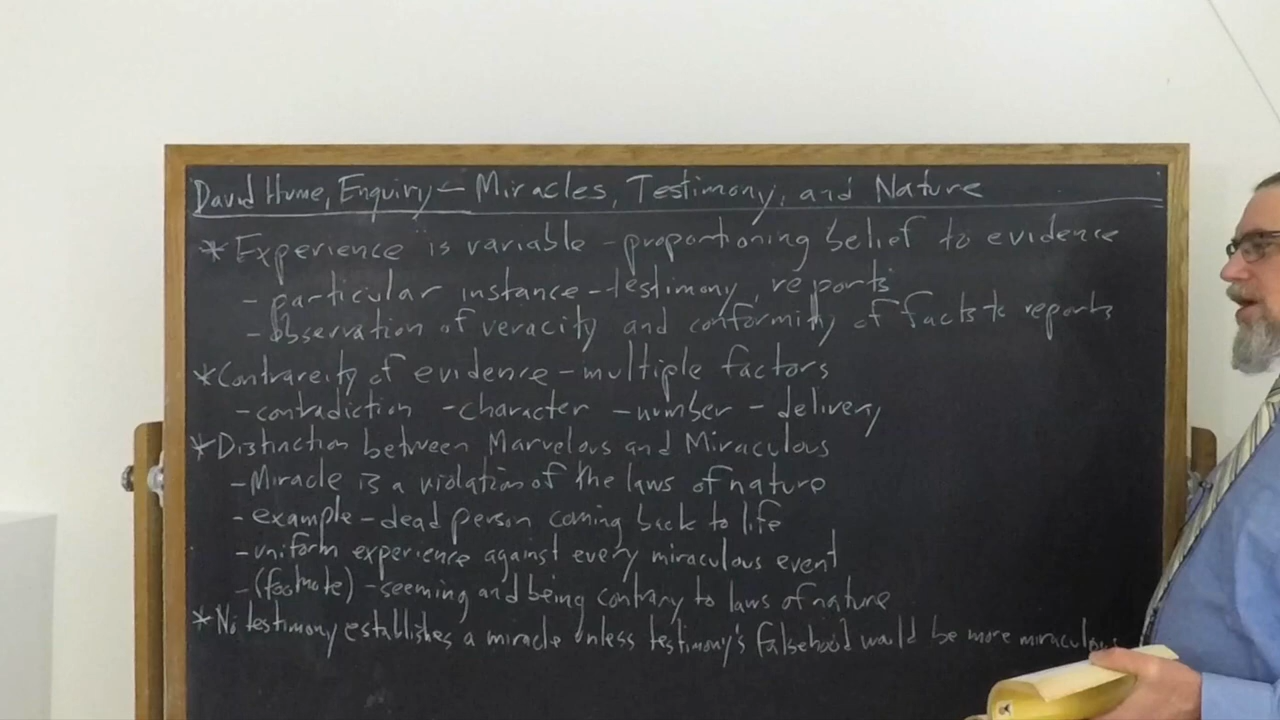 David Hume, Enquiry - Miracles, Testimony, and Nature
* Experience is variable - proportioning belief to evidence
- particular instance - testimony, reports
- observation of veracity and conformity of facts to reports
* Contrareity of evidence - multiple factors
- contradiction - character - number - delivery
* Distinction between Marvelous and Miraculous
- Miracle is a violation of the laws of nature
- example - dead person coming back to life
- uniform experience against every miraculous event
- (footnote) - seeming and being contrary to laws of nature
* No testimony establishes a miracle unless testimony's falsehood would be more miraculous